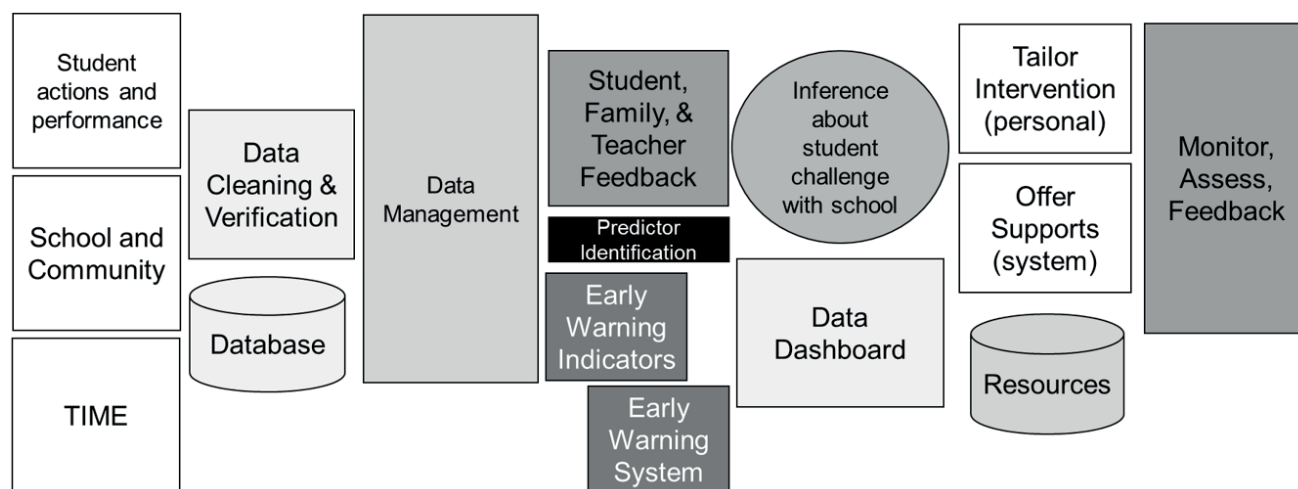 Student
actions and
performance
School and
Community
TIME
Data
Cleaning &
Verification
Database
Data
Management
Student,
Family, &
Teacher
Feedback
Predictor
Identification
Early
Warning
Indicators
Early
Warning
System
Inference
about
student
challenge
with school
Data
Dashboard
Tailor
Intervention
(personal)
Offer
Supports
(system)
Resources
Monitor,
Assess,
Feedback